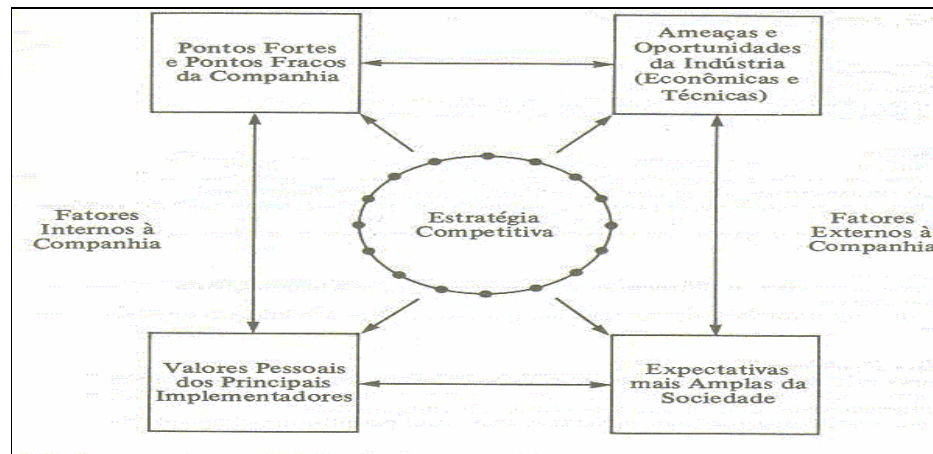 Pontos Fortes
e Pontos Fracos
da Companhia
Ameaças e
Oportunidades
da Indústria
(Econômicas e
Técnicas)
Fatores
Internos à
Companhia
Estratégia
Competitiva
Fatores
Externos à
Companhia
Valores Pessoais
dos Principais
Implementadores
Expectativas
mais Amplas da
Sociedade